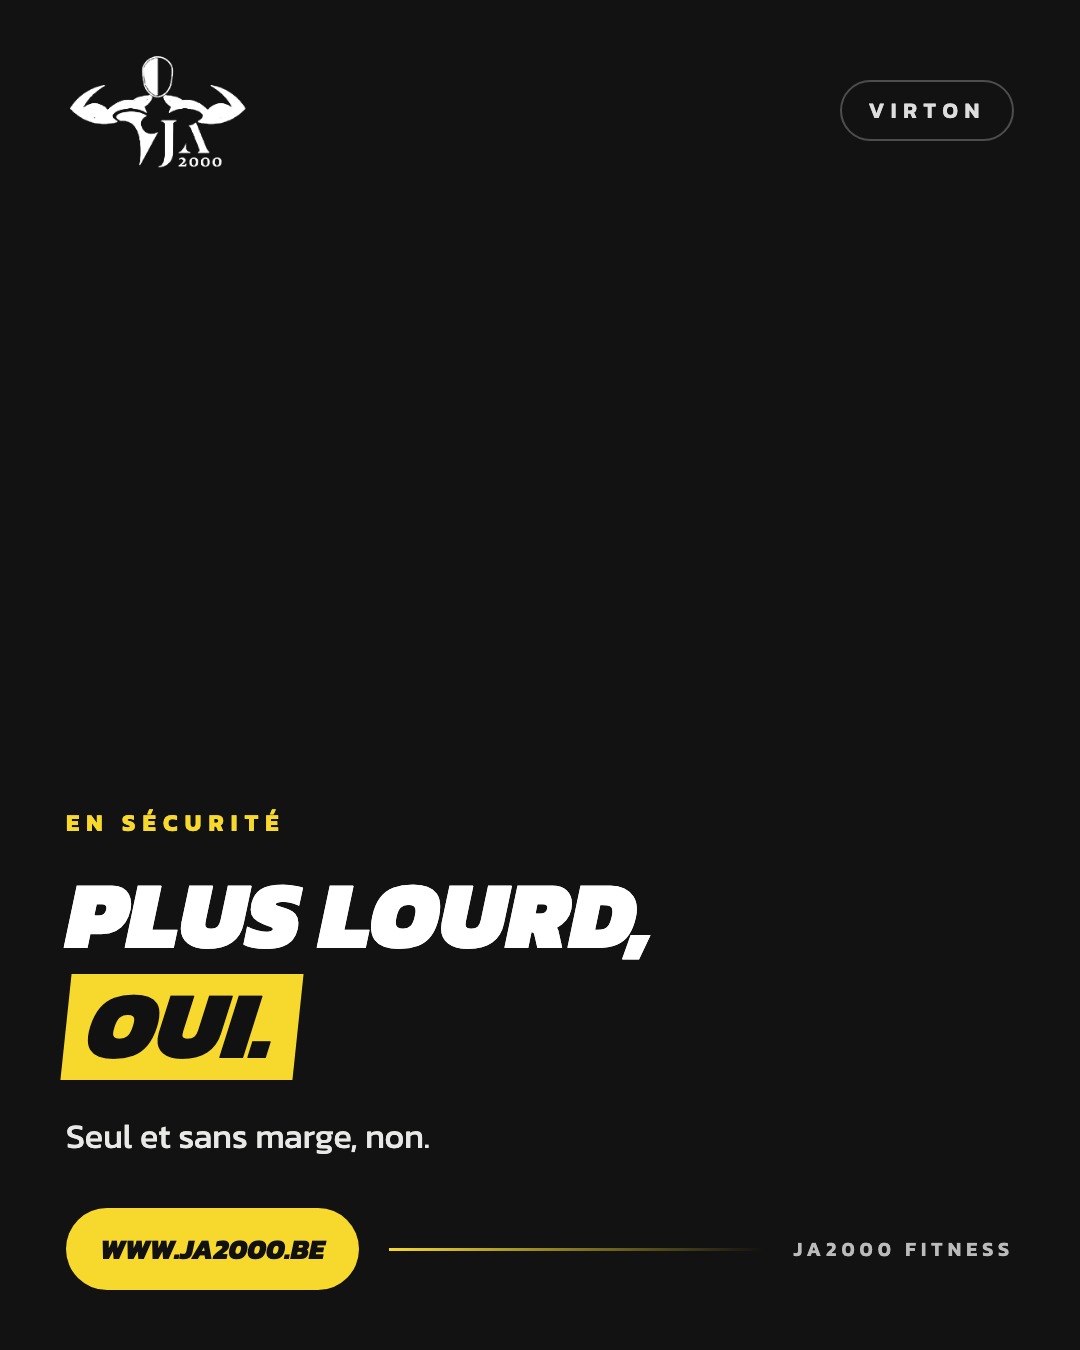 JA
2000
VIRTON
EN SÉCURITÉ
PLUS LOURD,
OUI.
Seul et sans marge, non.
WWW.JA2000.BE
JA2000 FITNESS